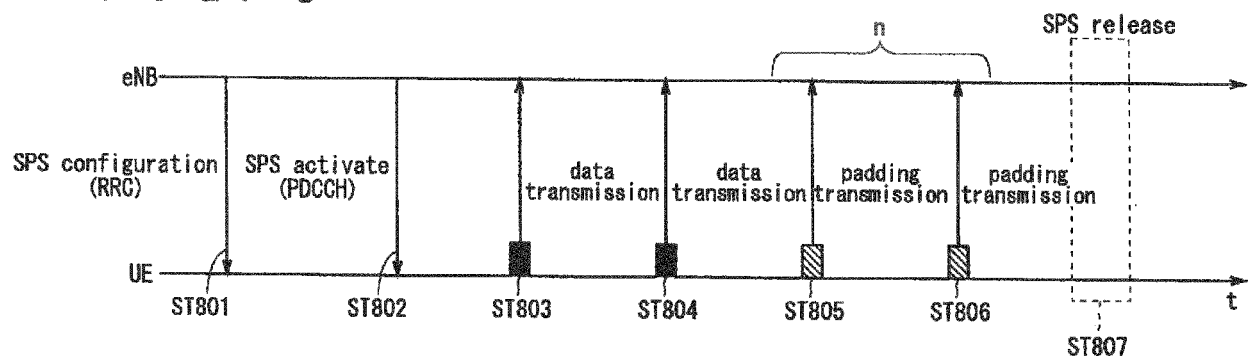 n
SPS release
eNB
SPS configuration
(RRC)
SPS activate
(PDCCH)
data
transmission
data
transmission
padding
transmission
padding
transmission
UE
t
ST801
ST802
ST803
ST804
ST805
ST806
ST807